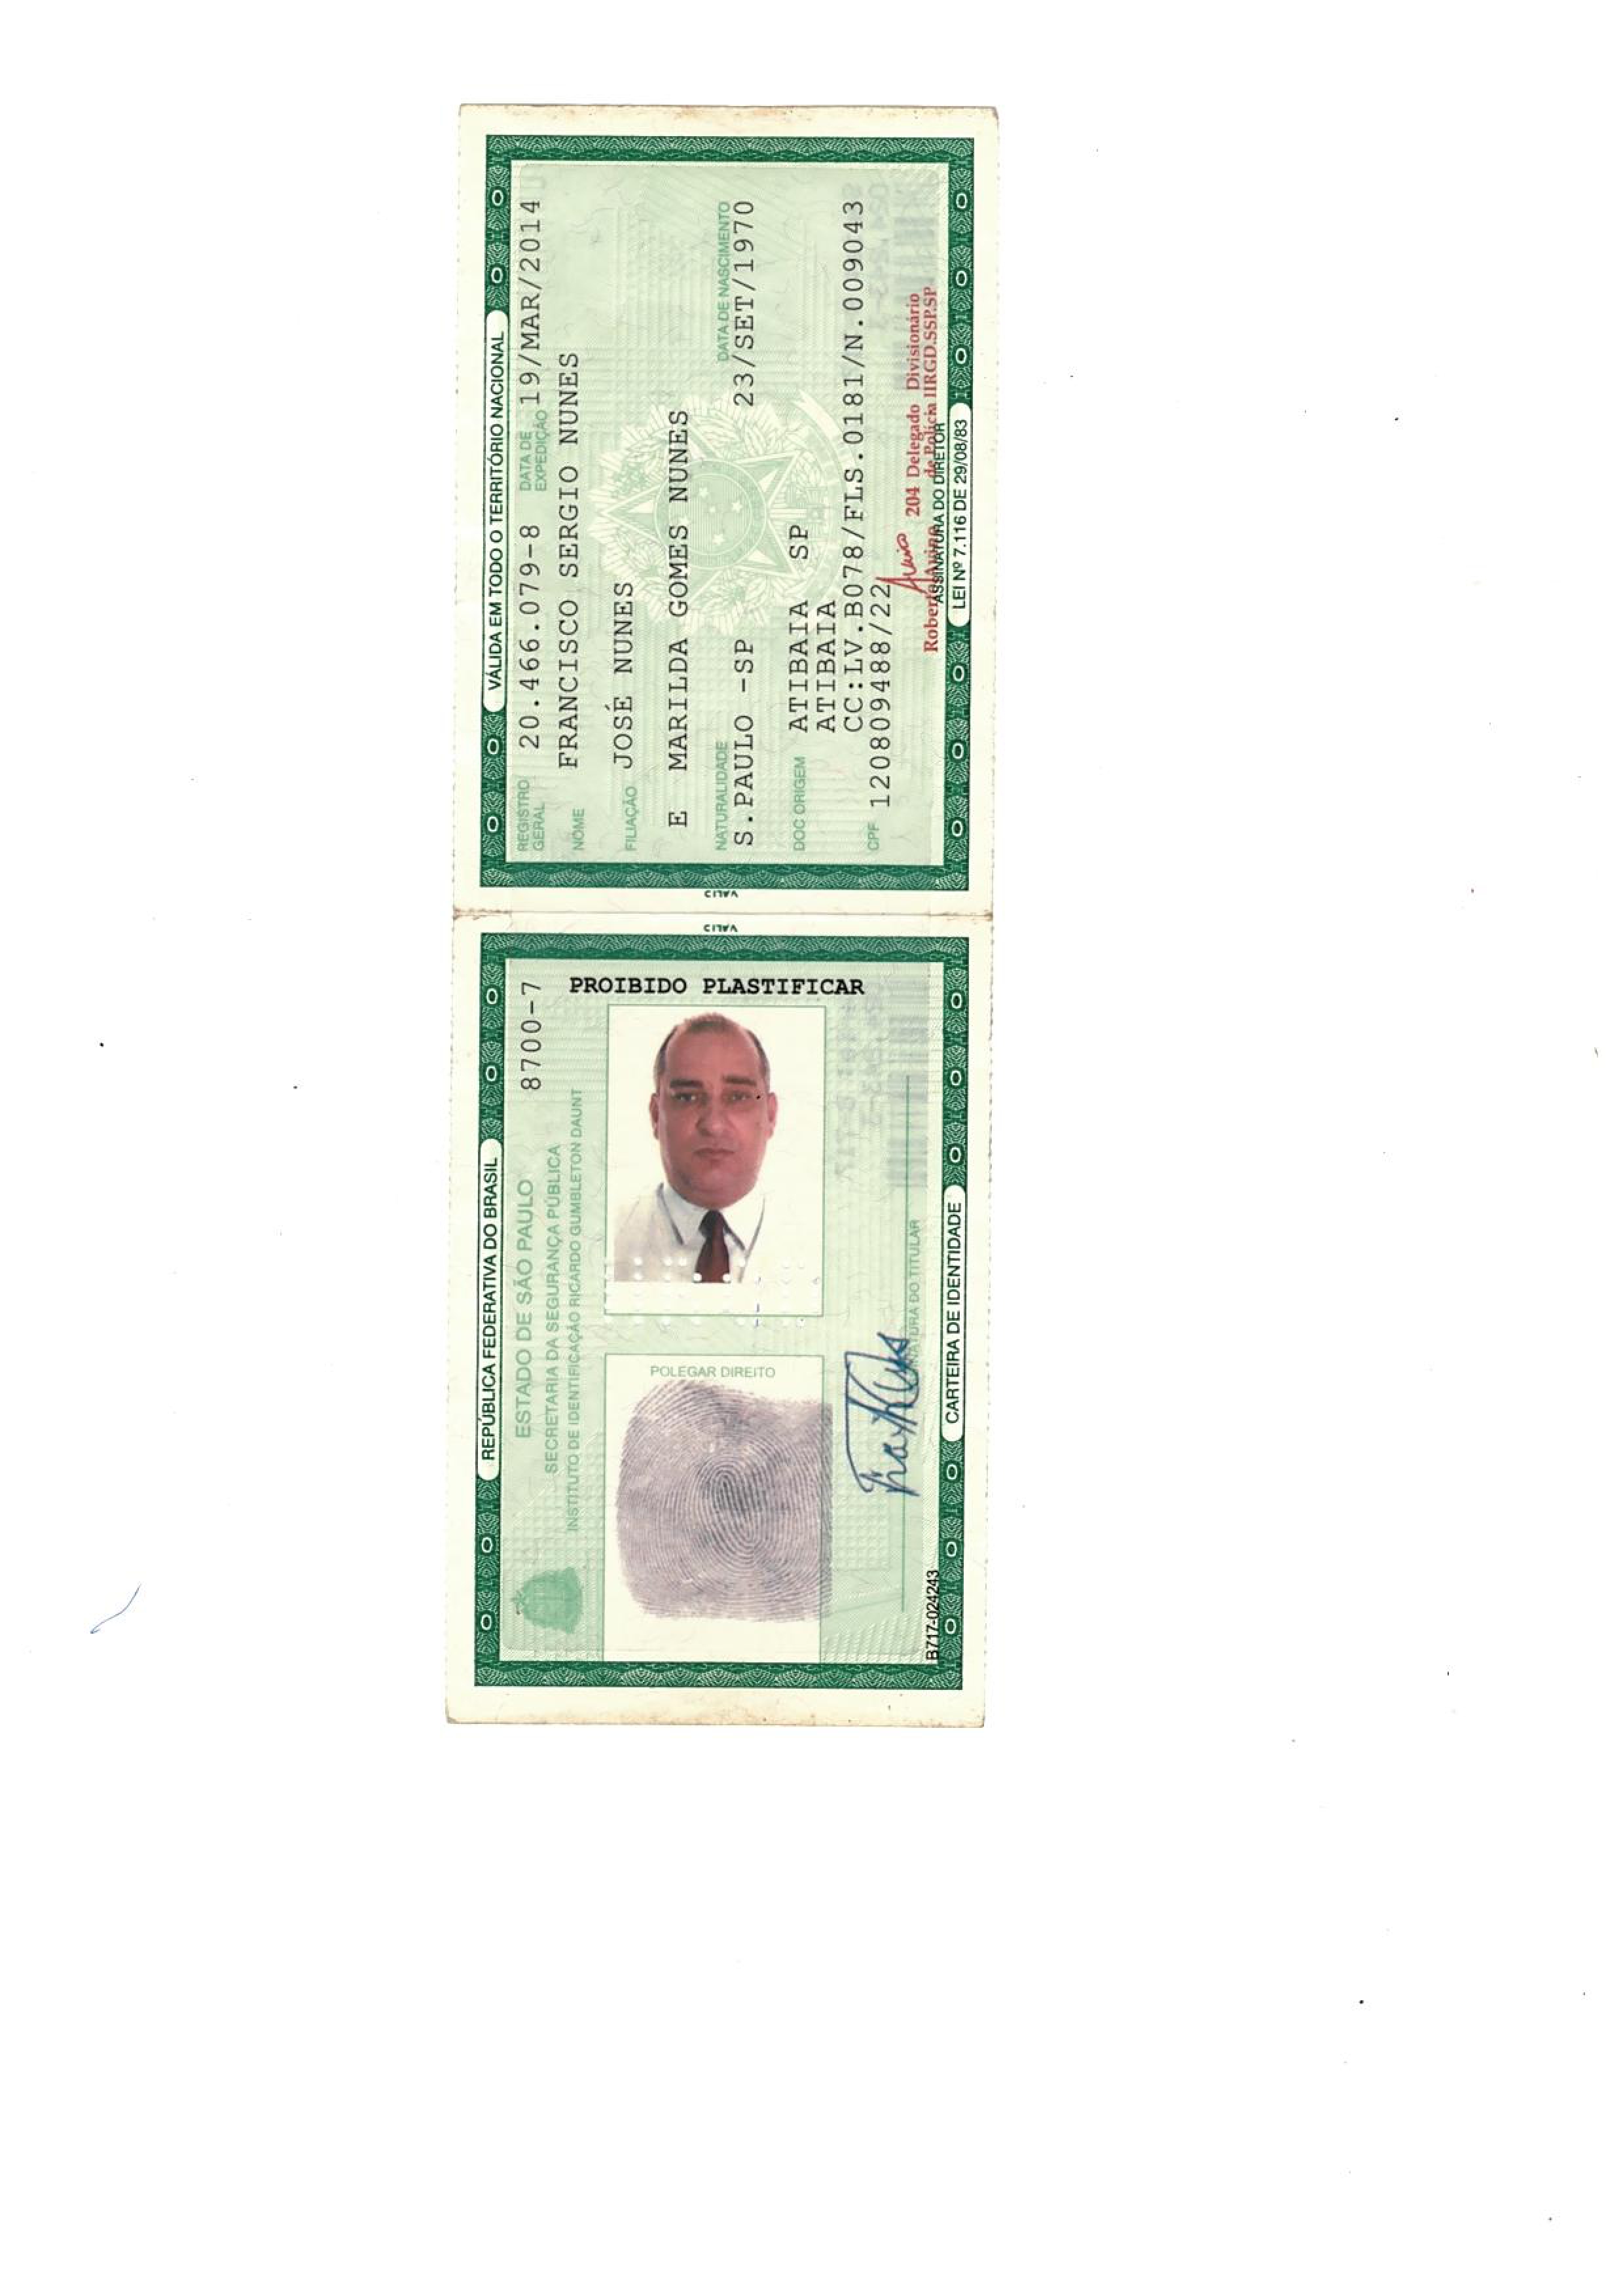 REPÚBLICA FEDERATIVA DO BRASIL
ESTADO DE SÃO PAULO
8700-7
SECRETARIA DA SEGURANÇA PÚBLICA
INSTITUTO DE IDENTIFICAÇÃO RICARDO GUMBLETON DAUNT
POLEGAR DIREITO
PROIBIDO PLASTIFICAR
ASSINATURA DO TITULAR
B717-024243
CARTEIRA DE IDENTIDADE
VÁLIDA EM TODO O TERRITÓRIO NACIONAL
REGISTRO GERAL 20.466.079-8 DATA DE EXPEDIÇÃO 19/MAR/2014
NOME FRANCISCO SERGIO NUNES
FILIAÇÃO JOSÉ NUNES
E MARILDA GOMES NUNES
NATURALIDADE DATA DE NASCIMENTO
S.PAULO -SP 23/SET/1970
DOC ORIGEM ATIBAIA SP
ATIBAIA
CC:LV.B078/FLS.0181/N.009043
CPF 120809488/22
204 Delegado Divisionário
Roberto Avino de Polícia IIRGD.SSP.SP
ASSINATURA DO DIRETOR
LEI Nº 7.116 DE 29/08/83